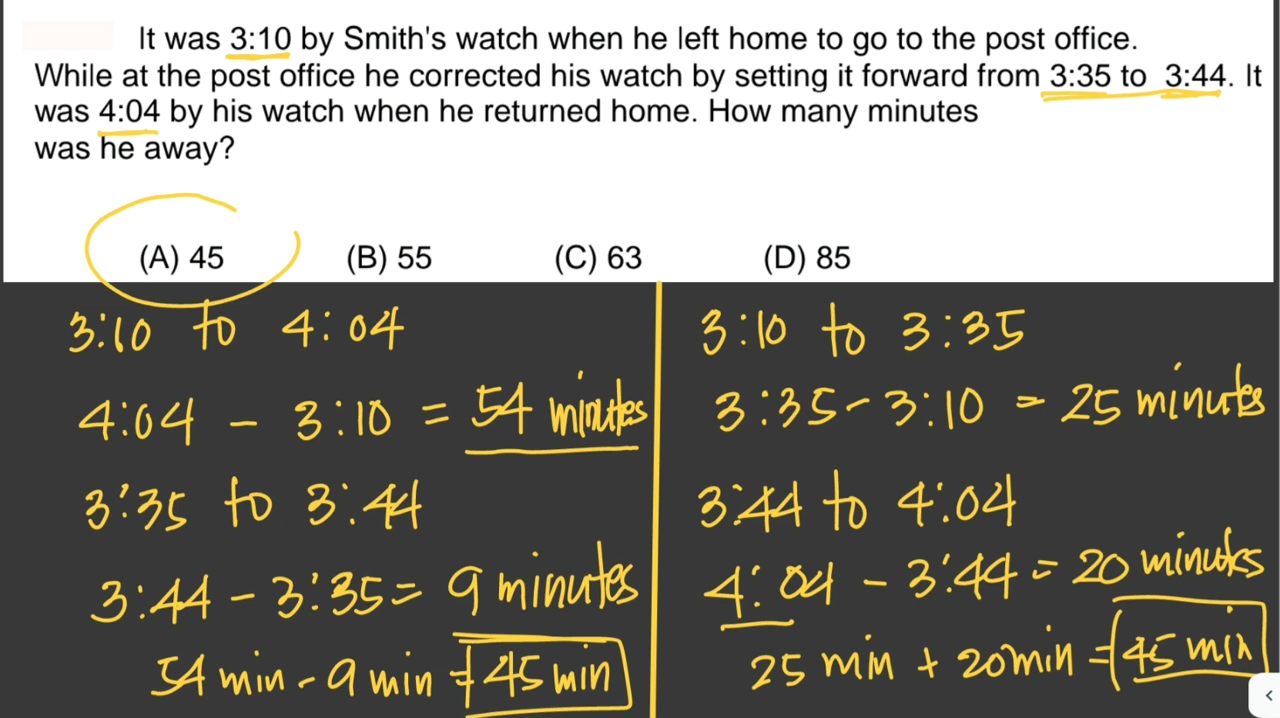 It was 3:10 by Smith's watch when he left home to go to the post office.
While at the post office he corrected his watch by setting it forward from 3:35 to 3:44. It
was 4:04 by his watch when he returned home. How many minutes
was he away?
(A) 45 (B) 55 (C) 63 (D) 85
3:10 to 4:04
4:04 - 3:10 = 54 minutes
3:35 to 3:44
3:44 - 3:35 = 9 minutes
54 min - 9 min = 45 min
3:10 to 3:35
3:35 - 3:10 = 25 minutes
3:44 to 4:04
4:04 - 3:44 = 20 minutes
25 min + 20 min = 45 min